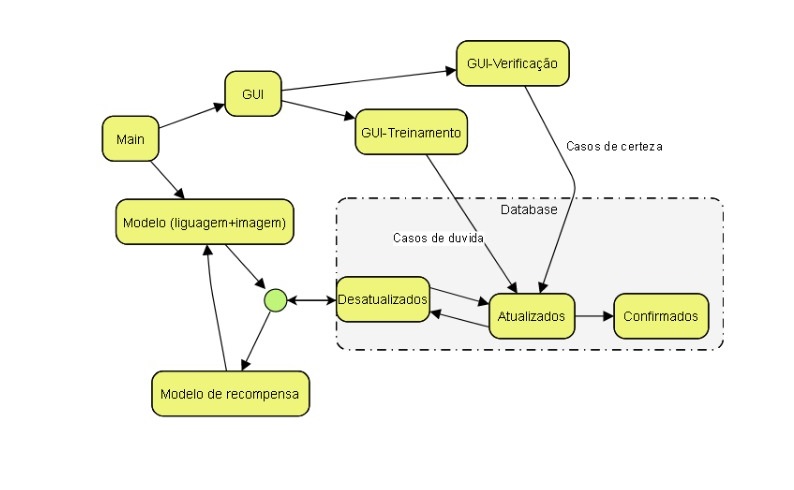 GUI-Verificação
GUI
GUI-Treinamento
Main
Casos de certeza
Modelo (liguagem+imagem)
Database
Casos de duvida
Desatualizados
Atualizados
Confirmados
Modelo de recompensa